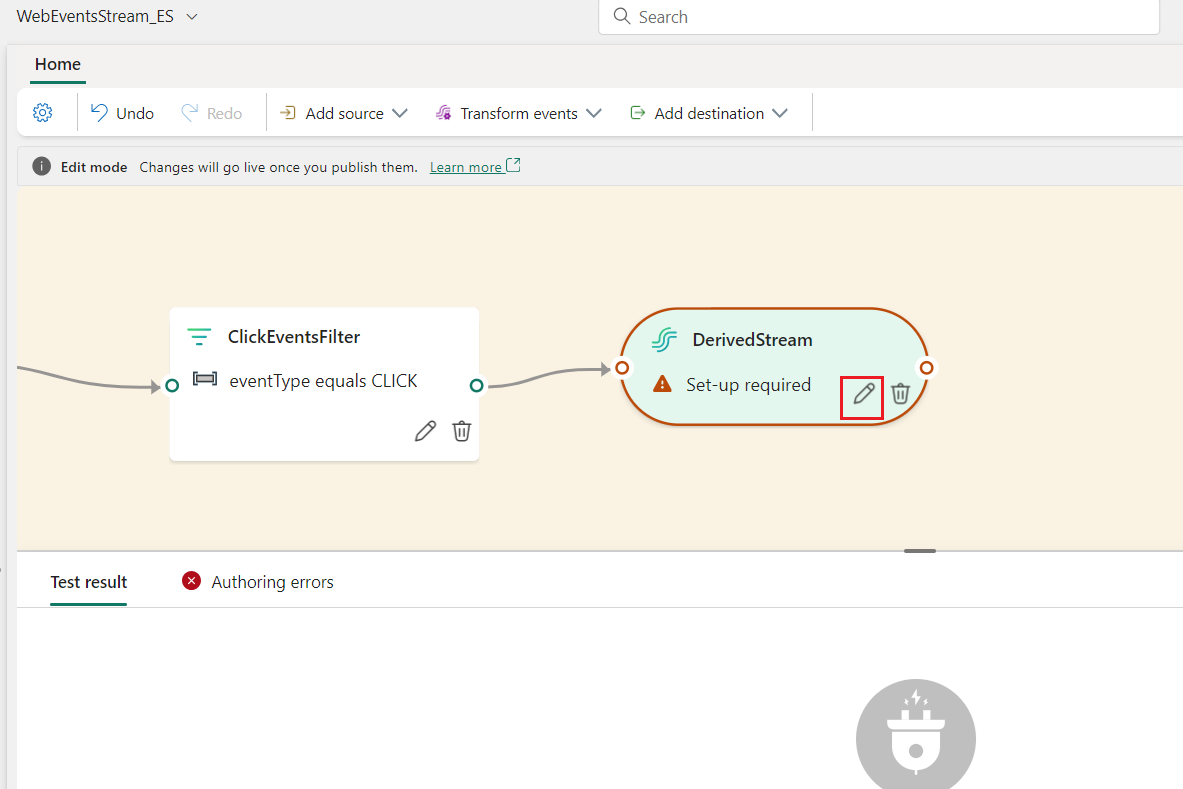 WebEventsStream_ES
Search
Home
Undo Redo Add source Transform events Add destination
Edit mode Changes will go live once you publish them. Learn more
ClickEventsFilter
eventType equals CLICK
DerivedStream
Set-up required
Test result Authoring errors